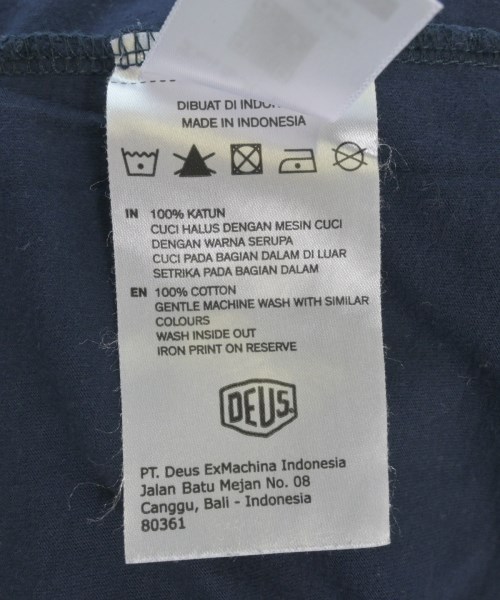 DIBUAT DI
MADE IN INDONESIA
IN 100% KATUN
CUCI HALUS DENGAN MESIN CUCI
DENGAN WARNA SERUPA
CUCI PADA BAGIAN DALAM DI LUAR
SETRIKA PADA BAGIAN DALAM
EN 100% COTTON
GENTLE MACHINE WASH WITH SIMILAR
COLOURS
WASH INSIDE OUT
IRON PRINT ON RESERVE
DEUS.
PT. Deus ExMachina Indonesia
Jalan Batu Mejan No. 08
Canggu, Bali - Indonesia
80361